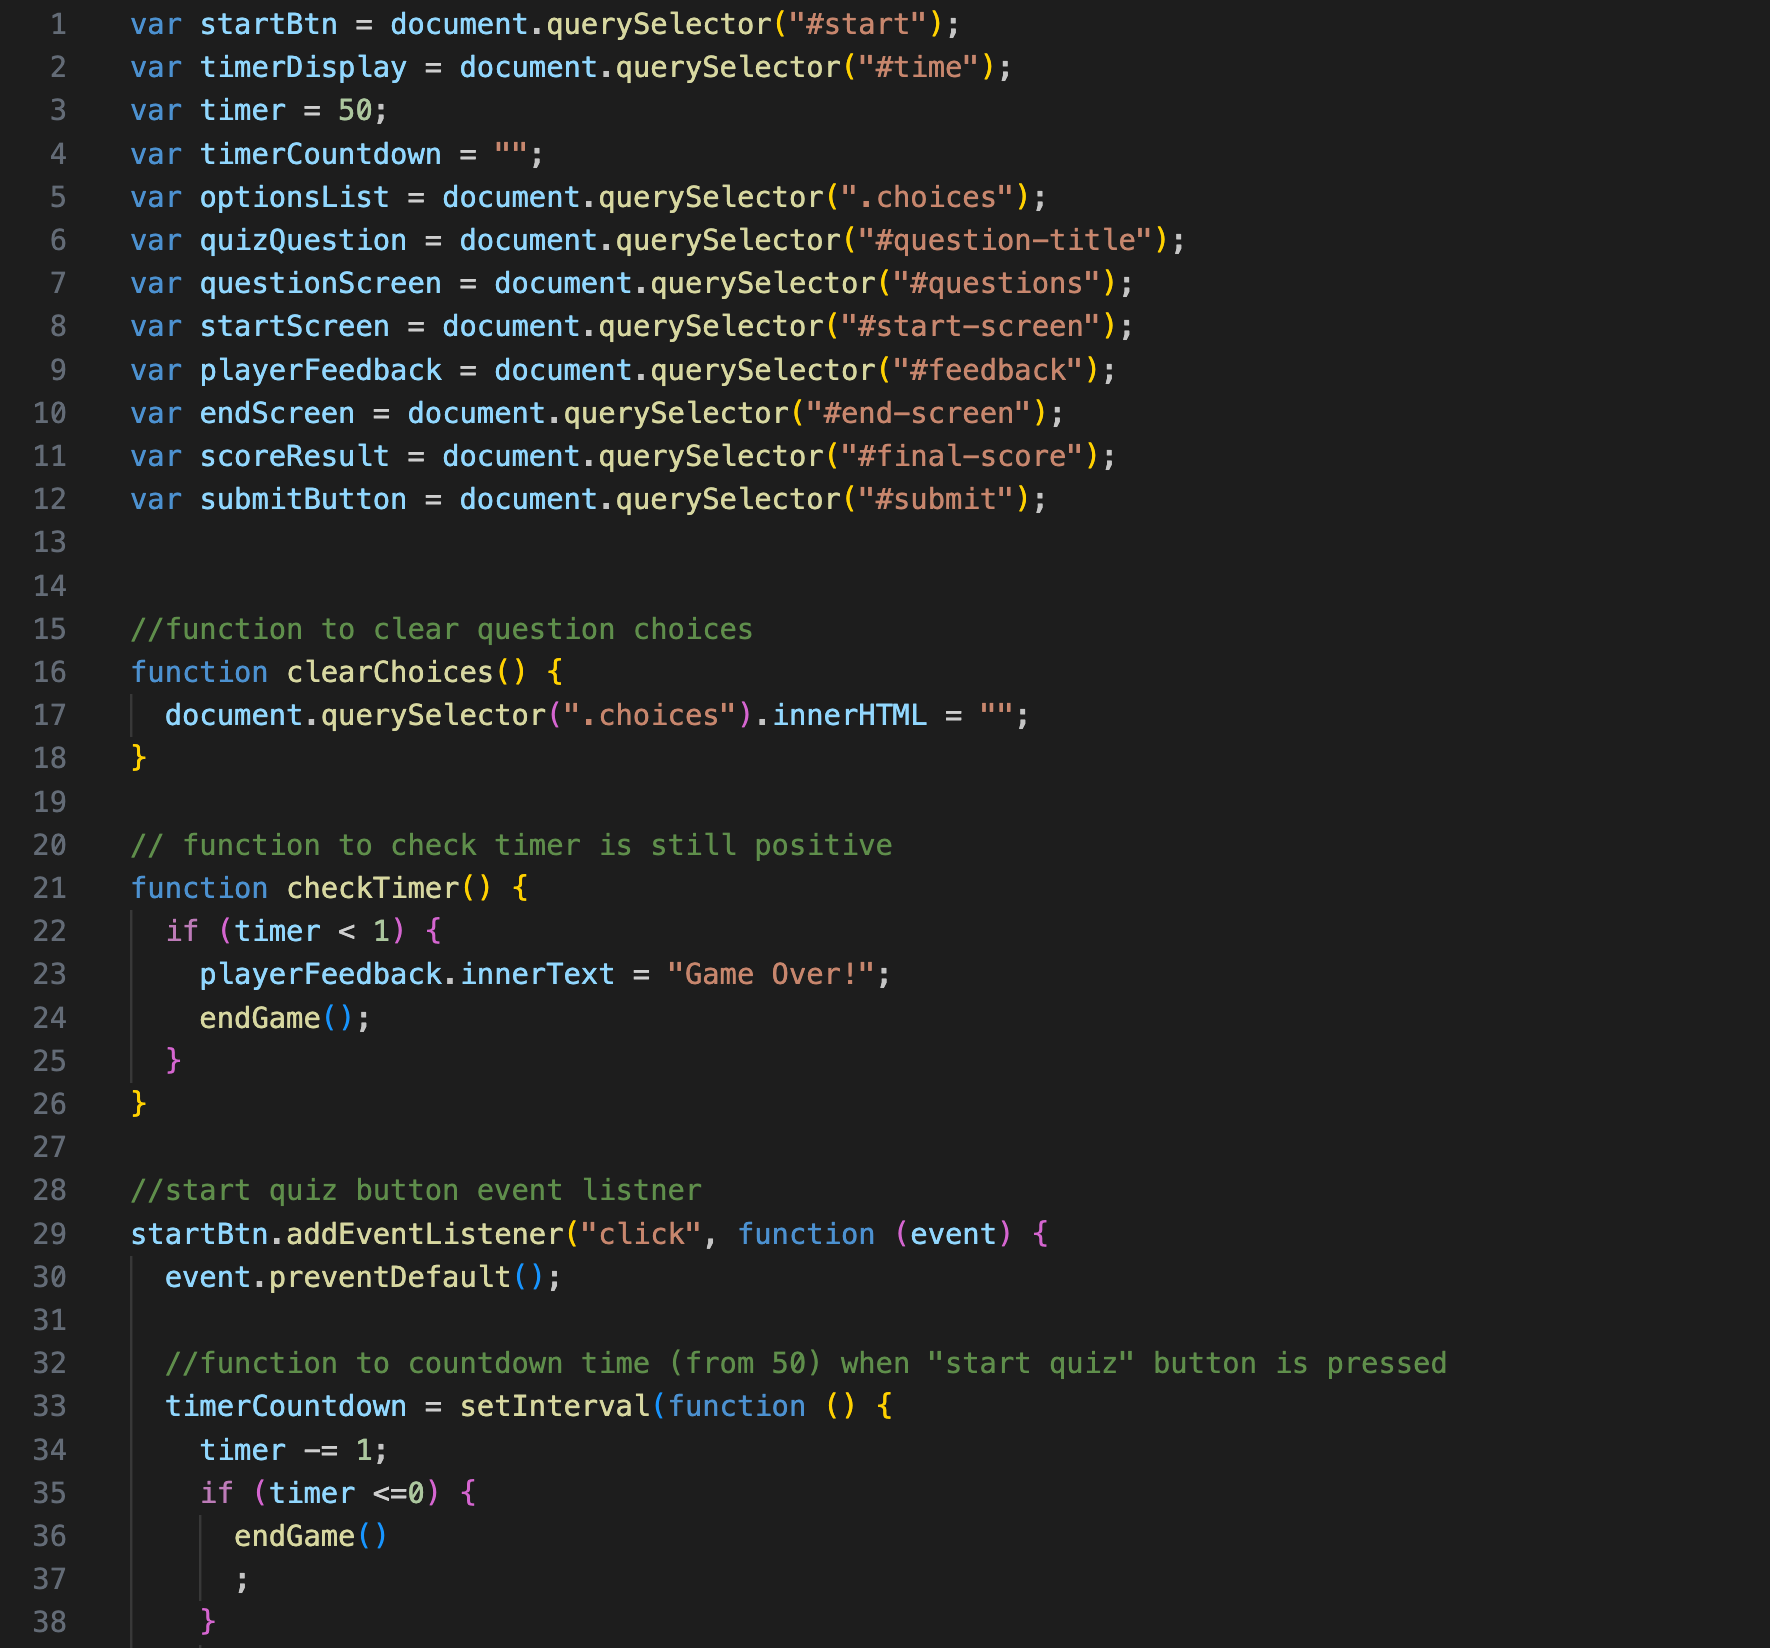 1 var startBtn = document.querySelector("#start");
2 var timerDisplay = document.querySelector("#time");
3 var timer = 50;
4 var timerCountdown = "";
5 var optionsList = document.querySelector(".choices");
6 var quizQuestion = document.querySelector("#question-title");
7 var questionScreen = document.querySelector("#questions");
8 var startScreen = document.querySelector("#start-screen");
9 var playerFeedback = document.querySelector("#feedback");
10 var endScreen = document.querySelector("#end-screen");
11 var scoreResult = document.querySelector("#final-score");
12 var submitButton = document.querySelector("#submit");
13
14
15 //function to clear question choices
16 function clearChoices() {
17   document.querySelector(".choices").innerHTML = "";
18 }
19
20 // function to check timer is still positive
21 function checkTimer() {
22   if (timer < 1) {
23     playerFeedback.innerText = "Game Over!";
24     endGame();
25   }
26 }
27
28 //start quiz button event listner
29 startBtn.addEventListener("click", function (event) {
30   event.preventDefault();
31
32   //function to countdown time (from 50) when "start quiz" button is pressed
33   timerCountdown = setInterval(function () {
34     timer -= 1;
35     if (timer <=0) {
36       endGame()
37       ;
38     }